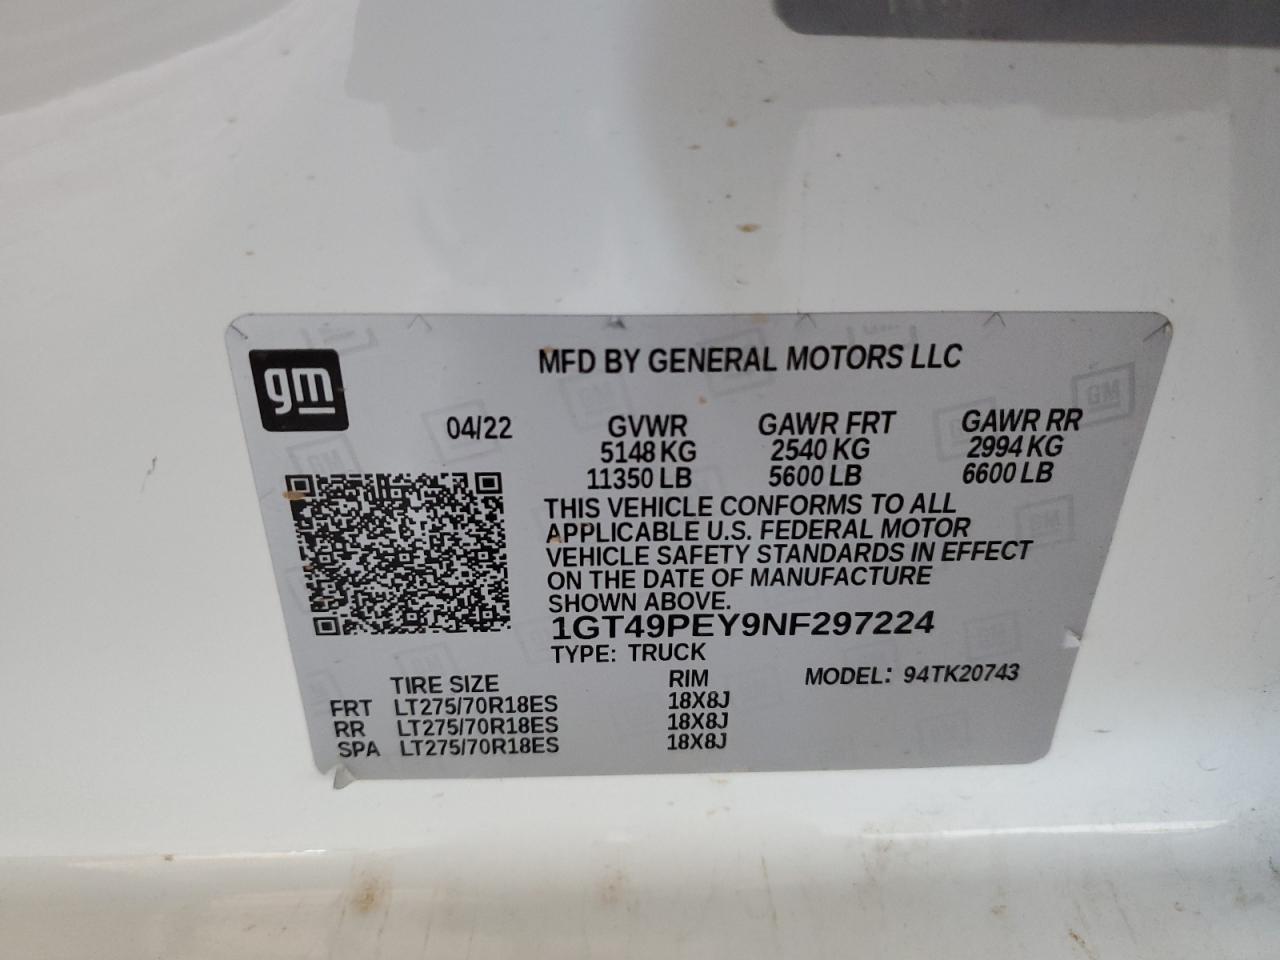 gm
MFD BY GENERAL MOTORS LLC
04/22 GVWR GAWR FRT GAWR RR
5148 KG 2540 KG 2994 KG
11350 LB 5600 LB 6600 LB
THIS VEHICLE CONFORMS TO ALL
APPLICABLE U.S. FEDERAL MOTOR
VEHICLE SAFETY STANDARDS IN EFFECT
ON THE DATE OF MANUFACTURE
SHOWN ABOVE.
1GT49PEY9NF297224
TYPE: TRUCK
TIRE SIZE RIM MODEL: 94TK20743
FRT LT275/70R18ES 18X8J
RR LT275/70R18ES 18X8J
SPA LT275/70R18ES 18X8J
GM
GM